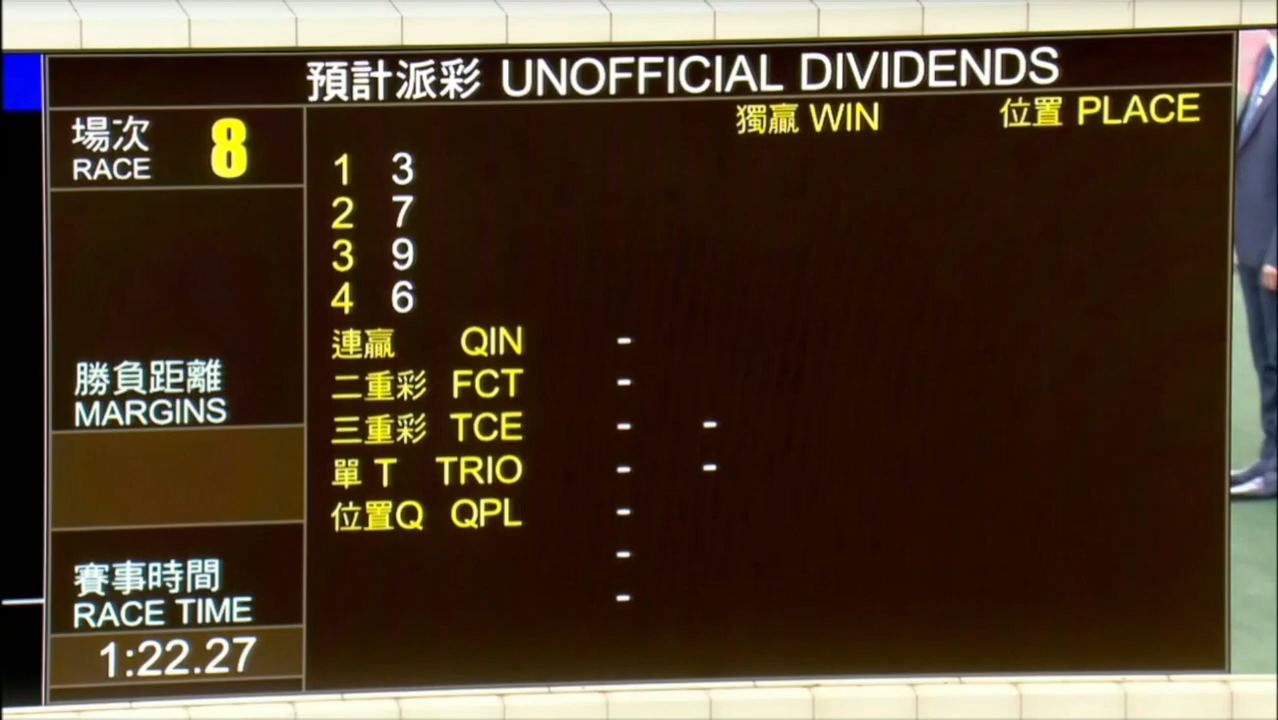 預計派彩 UNOFFICIAL DIVIDENDS
場次 8
RACE
獨贏 WIN 位置 PLACE
1 3
2 7
3 9
4 6
連贏 QIN -
二重彩 FCT -
三重彩 TCE - -
單 T TRIO - -
位置Q QPL -
-
-
勝負距離
MARGINS
賽事時間
RACE TIME
1:22.27